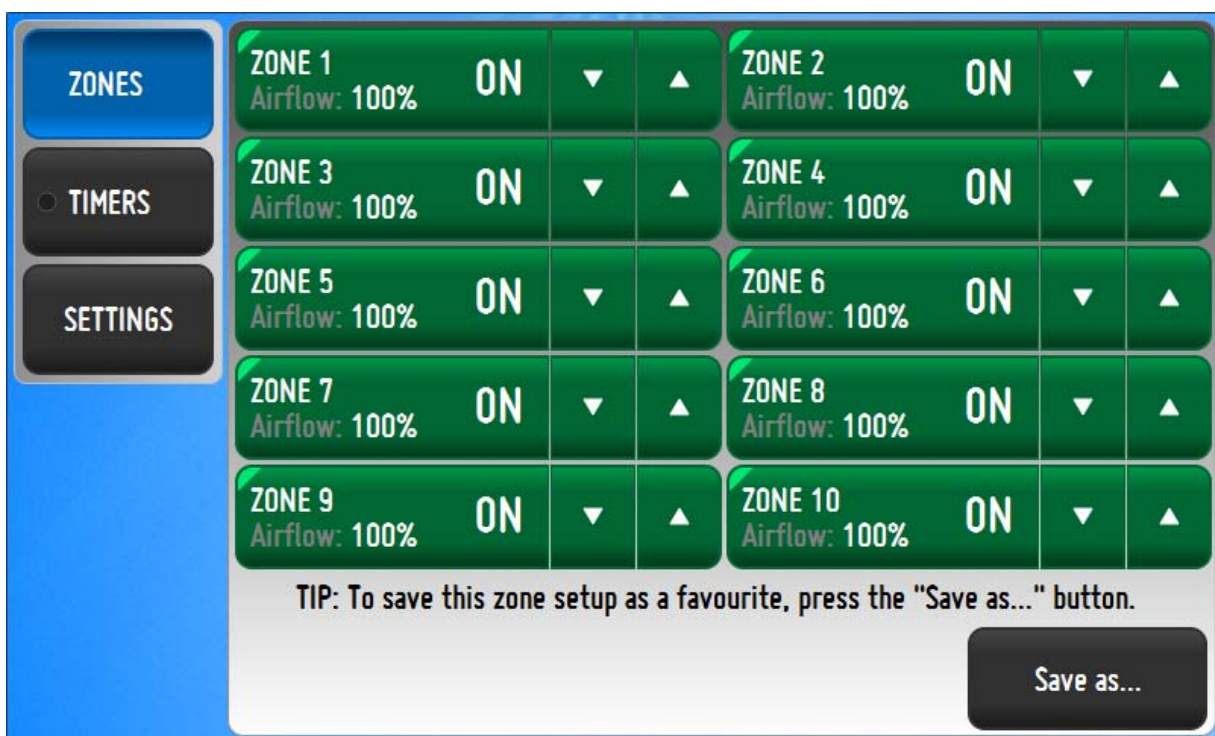 ZONES
TIMERS
SETTINGS
ZONE 1
Airflow: 100%
ON
ZONE 2
Airflow: 100%
ON
ZONE 3
Airflow: 100%
ON
ZONE 4
Airflow: 100%
ON
ZONE 5
Airflow: 100%
ON
ZONE 6
Airflow: 100%
ON
ZONE 7
Airflow: 100%
ON
ZONE 8
Airflow: 100%
ON
ZONE 9
Airflow: 100%
ON
ZONE 10
Airflow: 100%
ON
TIP: To save this zone setup as a favourite, press the "Save as..." button.
Save as...